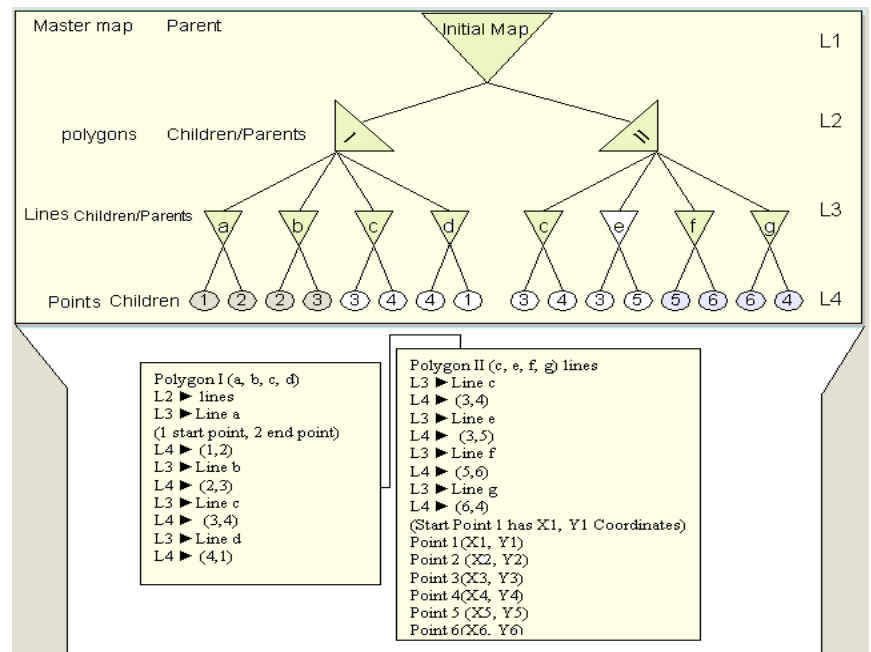 Master map Parent Initial Map L1
polygons Children/Parents I II L2
Lines Children/Parents a b c d c e f g L3
Points Children 1 2 2 3 3 4 4 1 3 4 3 5 5 6 6 4 L4
Polygon I (a, b, c, d)
L2 ► lines
L3 ► Line a
(1 start point, 2 end point)
L4 ► (1,2)
L3 ► Line b
L4 ► (2,3)
L3 ► Line c
L4 ► (3,4)
L3 ► Line d
L4 ► (4,1)
Polygon II (c, e, f, g) lines
L3 ► Line c
L4 ► (3,4)
L3 ► Line e
L4 ► (3,5)
L3 ► Line f
L4 ► (5,6)
L3 ► Line g
L4 ► (6,4)
(Start Point 1 has X1, Y1 Coordinates)
Point 1(X1, Y1)
Point 2 (X2, Y2)
Point 3(X3, Y3)
Point 4(X4, Y4)
Point 5 (X5, Y5)
Point 6(X6, Y6)